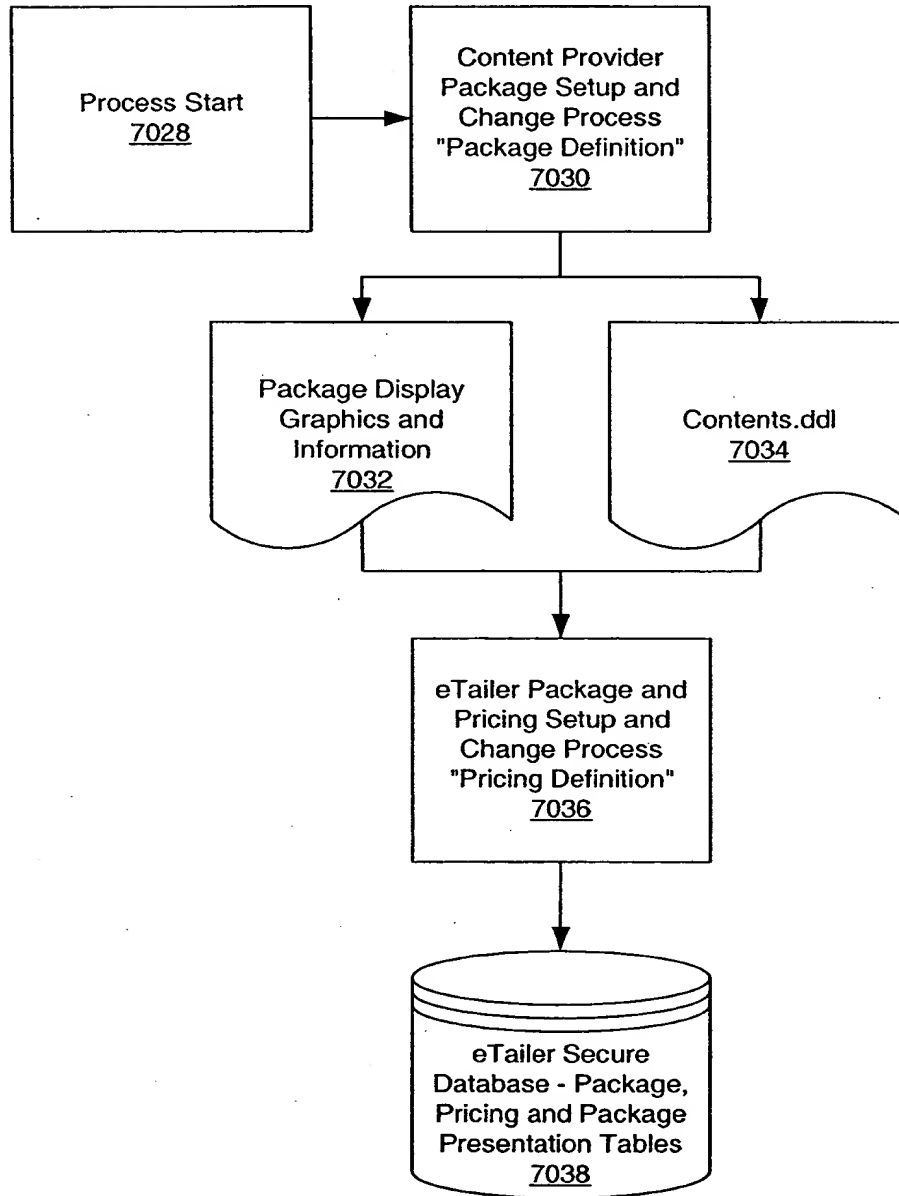 Process Start
7028
Content Provider
Package Setup and
Change Process
"Package Definition"
7030
Package Display
Graphics and
Information
7032
Contents.ddl
7034
eTailer Package and
Pricing Setup and
Change Process
"Pricing Definition"
7036
eTailer Secure
Database - Package,
Pricing and Package
Presentation Tables
7038